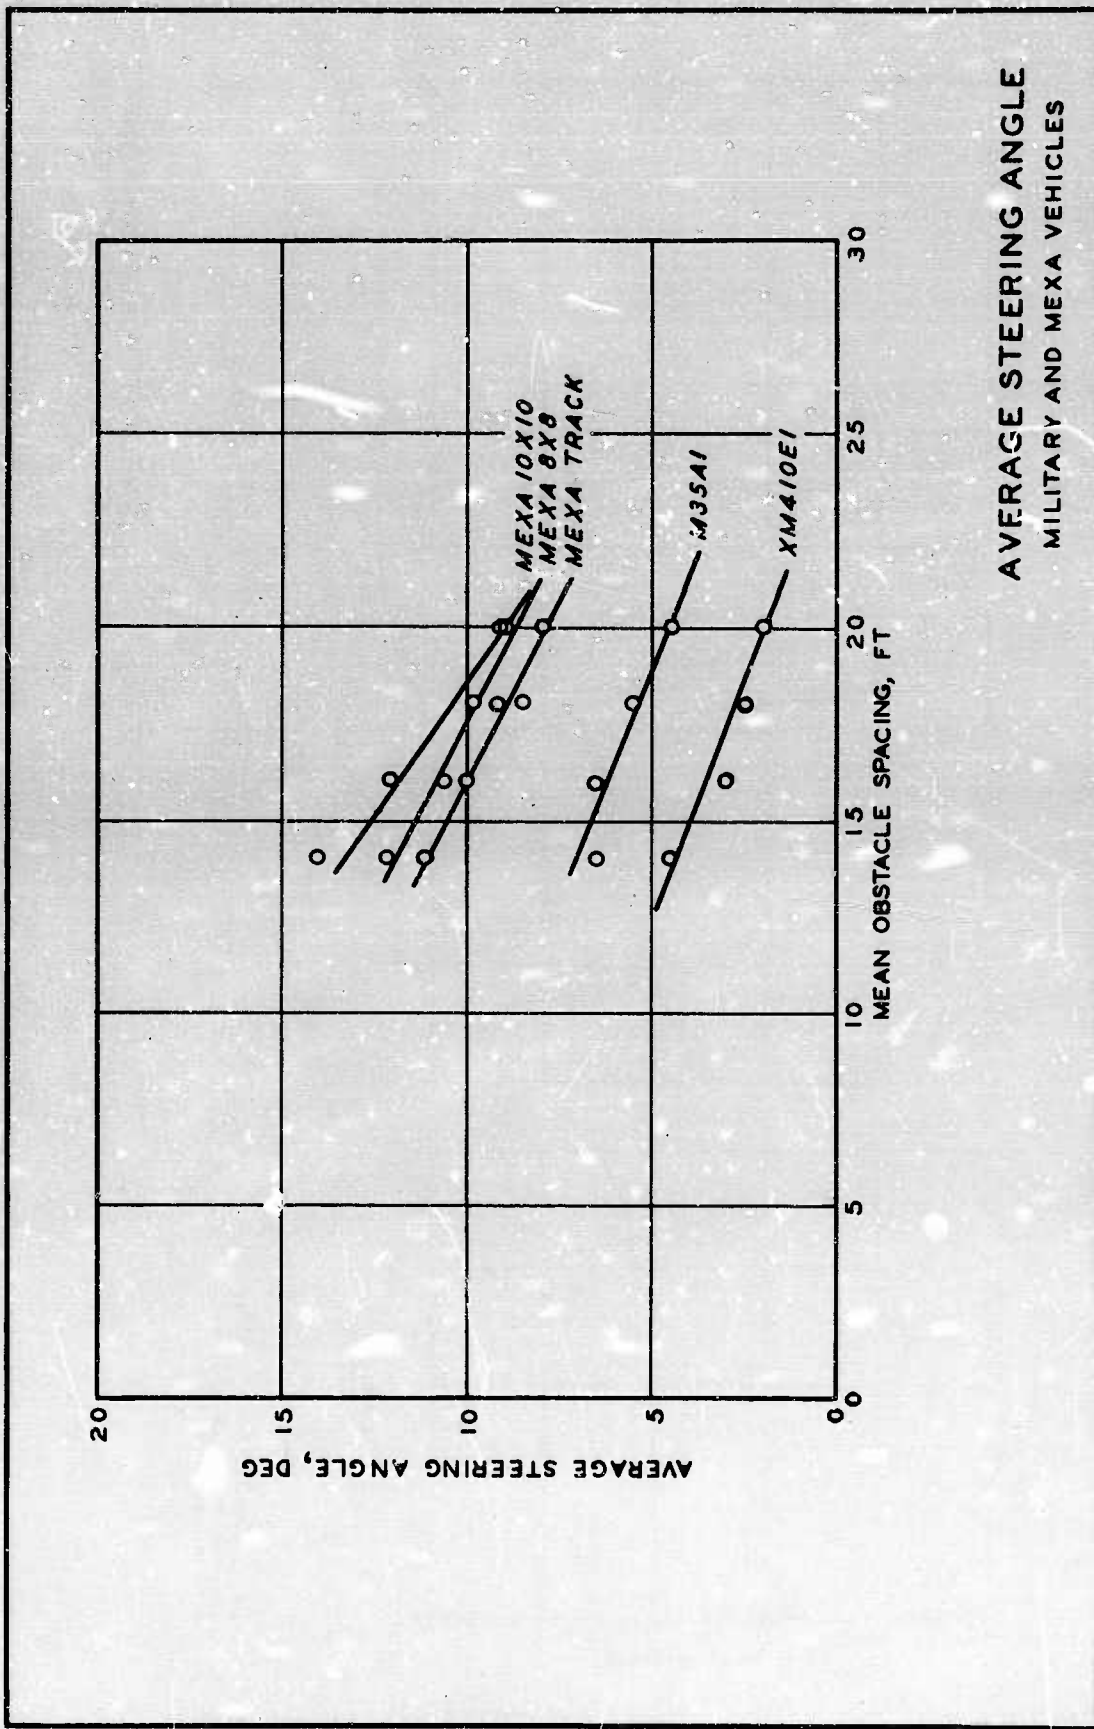 20
15
10
5
0
AVERAGE STEERING ANGLE, DEG
MEXA 10X10
MEXA 8X8
MEXA TRACK
M35A1
XM410E1
0
5
10
15
20
25
30
MEAN OBSTACLE SPACING, FT
AVERAGE STEERING ANGLE
MILITARY AND MEXA VEHICLES